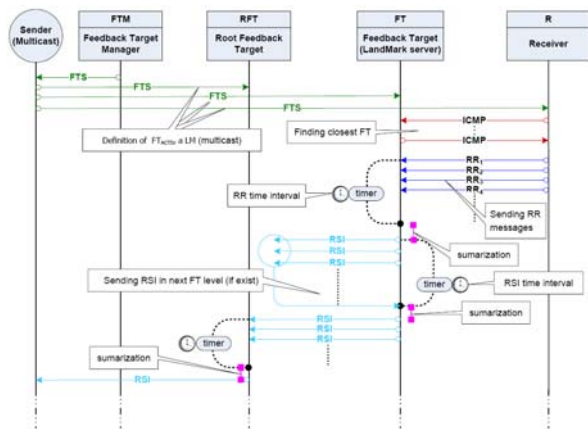 Sender
(Multicast)
FTM
Feedback Target
Manager
RFT
Root Feedback
Target
FT
Feedback Target
(LandMark server)
R
Receiver
FTS
FTS
FTS
FTS
Definition of FT a LM (multicast)
ICMP
Finding closest FT
ICMP
RR1
RR2
RR3
RR4
RR time interval
timer
Sending RR
messages
RSI
RSI
RSI
sumarization
Sending RSI in next FT level (if exist)
timer
RSI time interval
RSI
RSI
RSI
sumarization
timer
sumarization
RSI